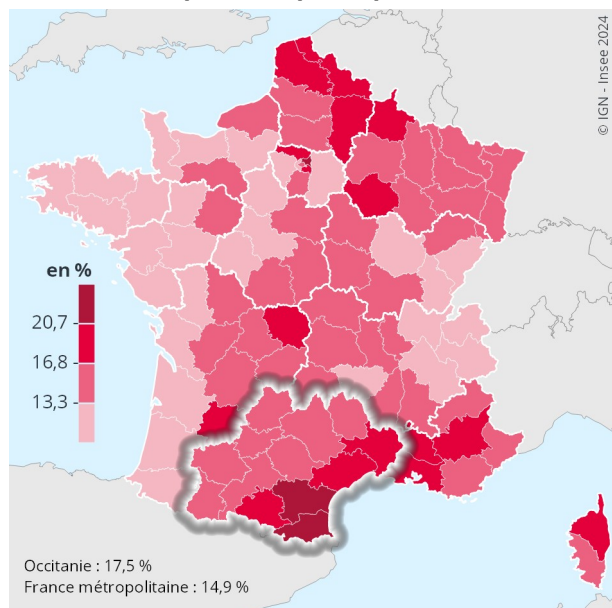 © IGN - Insee 2024
en %
20,7
16,8
13,3
Occitanie : 17,5 %
France métropolitaine : 14,9 %